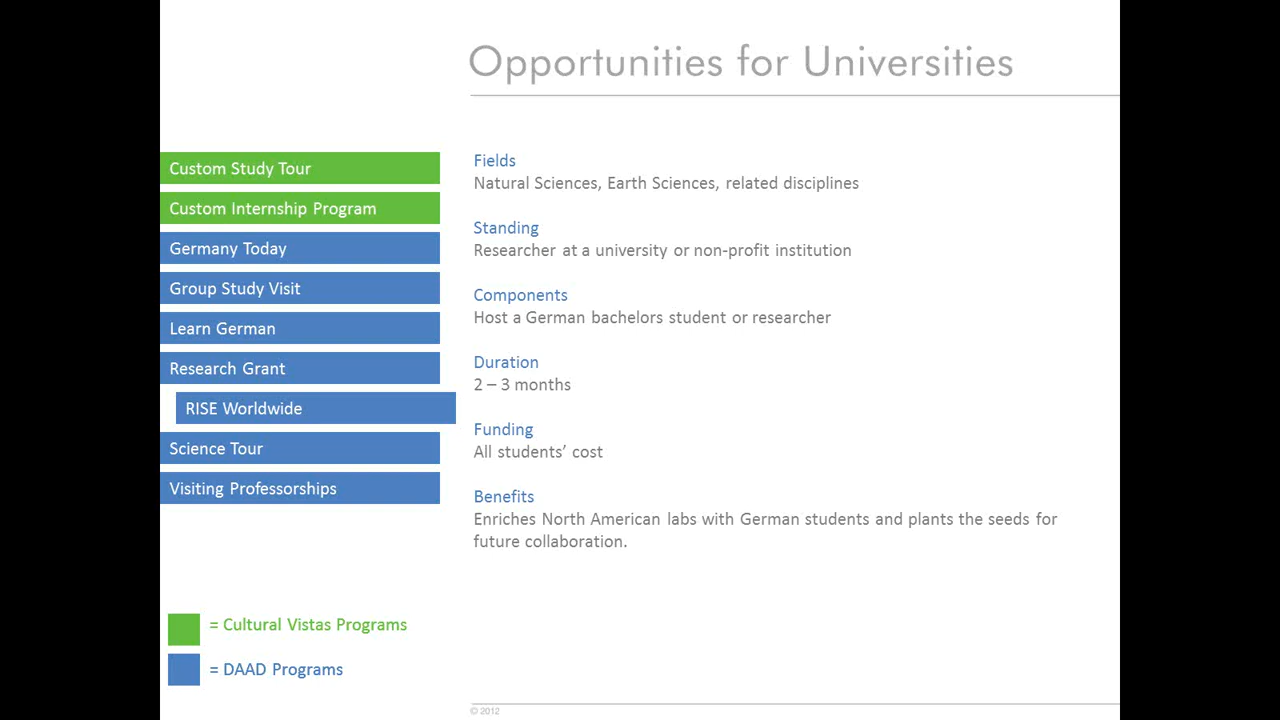 Opportunities for Universities
Custom Study Tour
Custom Internship Program
Germany Today
Group Study Visit
Learn German
Research Grant
RISE Worldwide
Science Tour
Visiting Professorships
Fields
Natural Sciences, Earth Sciences, related disciplines
Standing
Researcher at a university or non-profit institution
Components
Host a German bachelors student or researcher
Duration
2 – 3 months
Funding
All students’ cost
Benefits
Enriches North American labs with German students and plants the seeds for
future collaboration.
= Cultural Vistas Programs
= DAAD Programs
© 2012